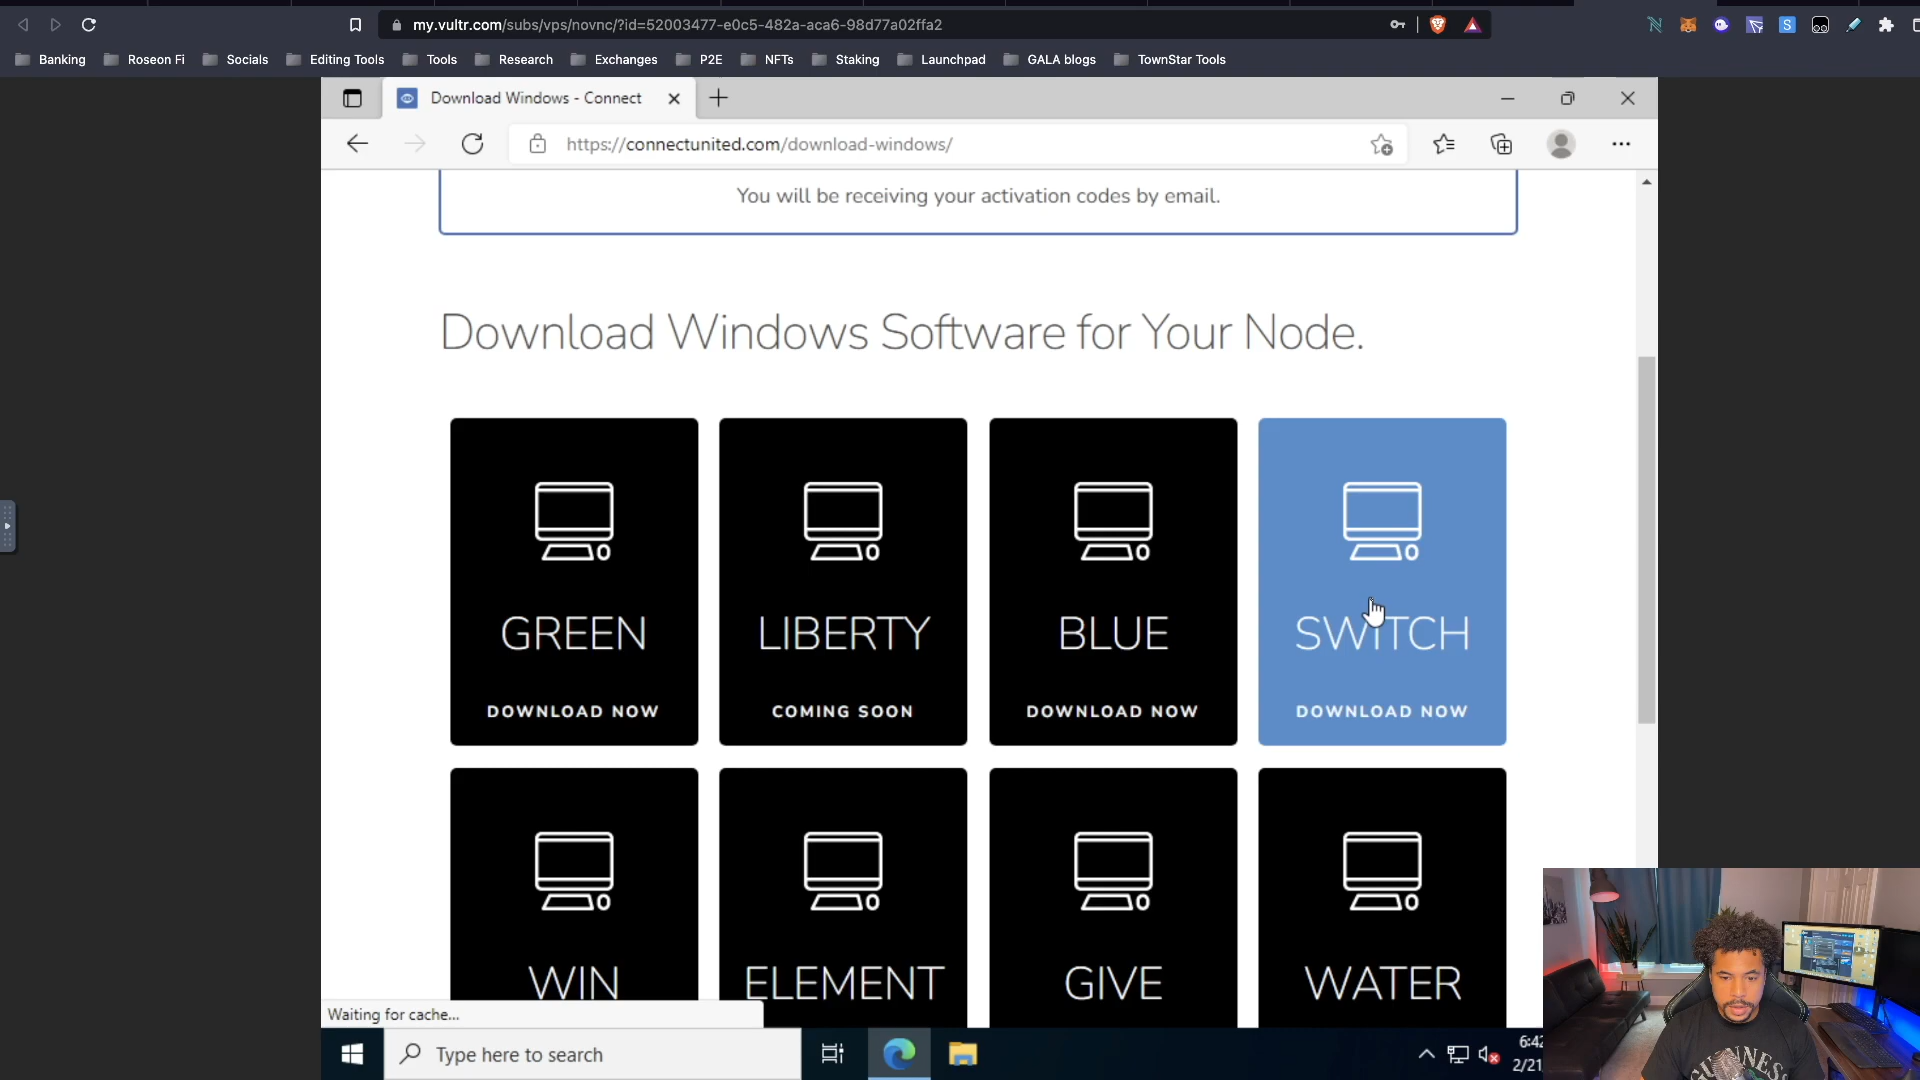 my.vultr.com/subs/vps/novnc/?id=52003477-e0c5-482a-aca6-98d77a02ffa2
Banking Roseon Fi Socials Editing Tools Tools Research Exchanges P2E NFTs Staking Launchpad GALA blogs TownStar Tools
Download Windows - Connect
https://connectunited.com/download-windows/
You will be receiving your activation codes by email.
Download Windows Software for Your Node.
GREEN LIBERTY BLUE SWITCH
DOWNLOAD NOW COMING SOON DOWNLOAD NOW DOWNLOAD NOW
WIN ELEMENT GIVE WATER
Waiting for cache...
Type here to search
6:42
2/21